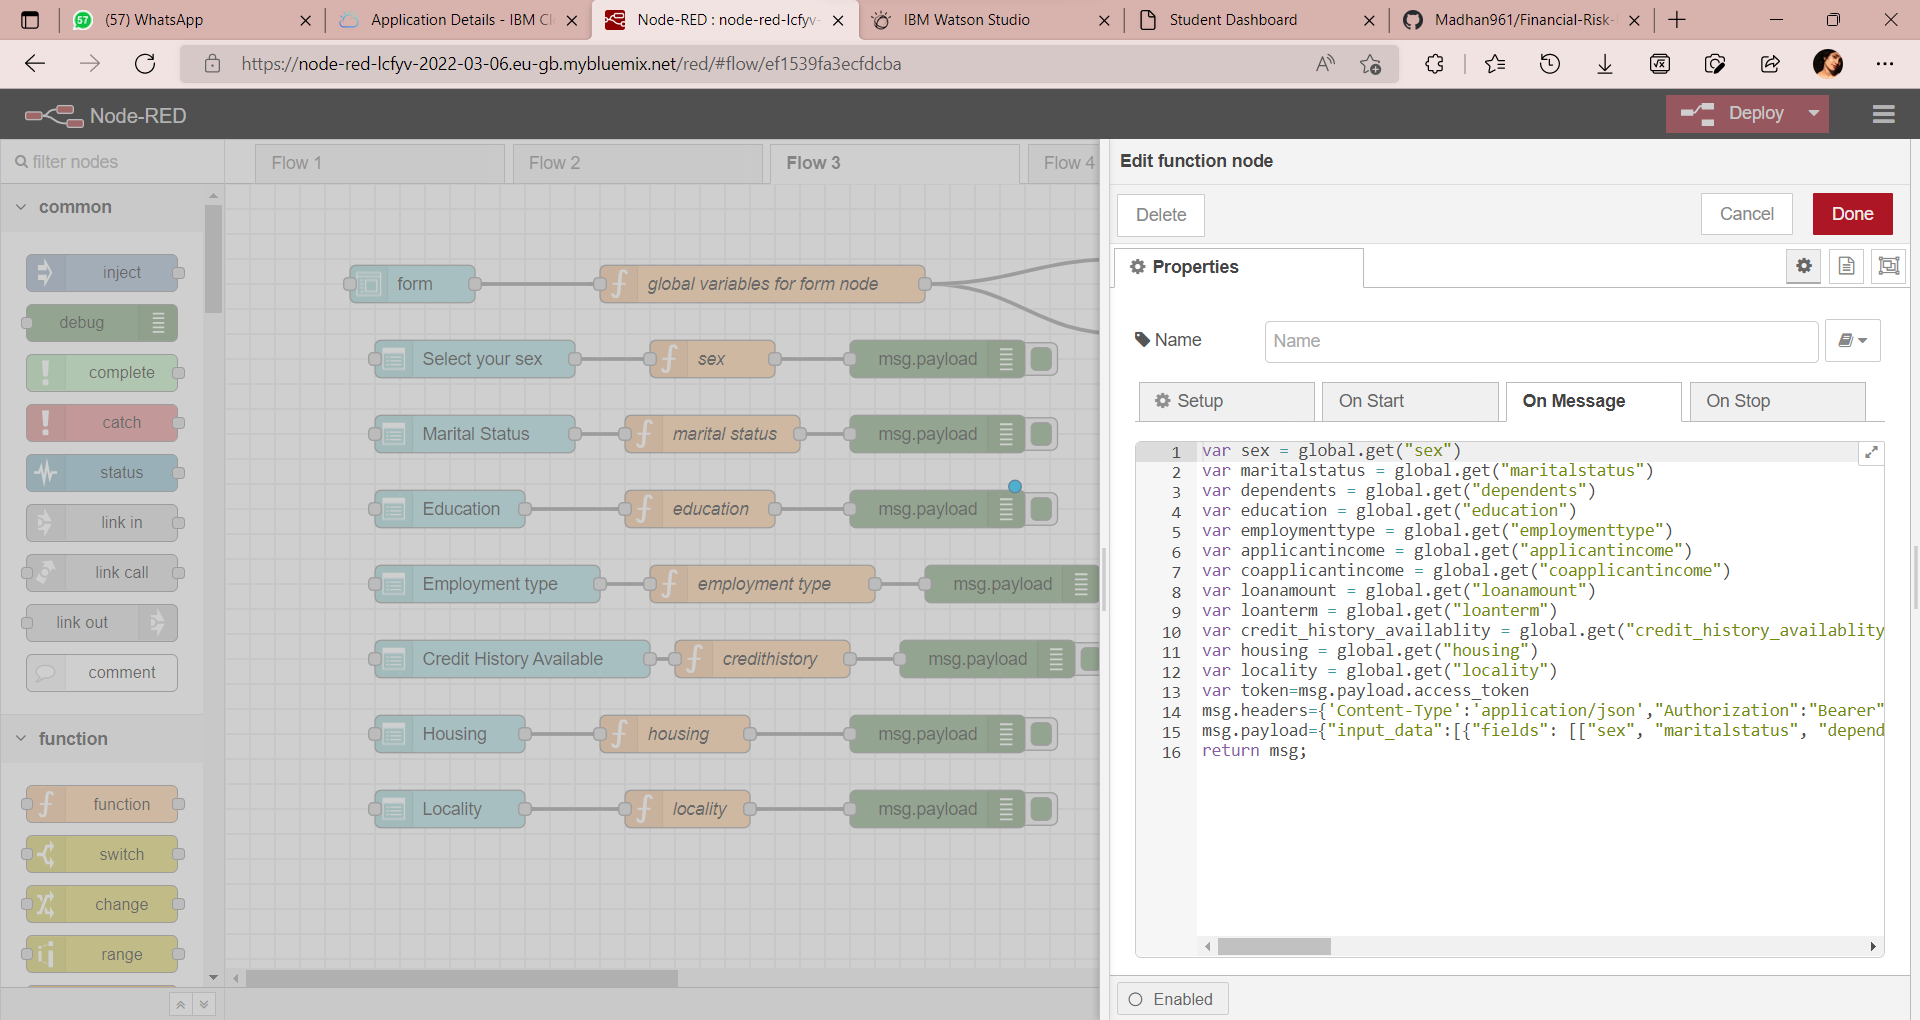 (57) WhatsApp
Application Details - IBM Cl
Node-RED : node-red-lcfyv-
IBM Watson Studio
Student Dashboard
Madhan961/Financial-Risk-
https://node-red-lcfyv-2022-03-06.eu-gb.mybluemix.net/red/#flow/ef1539fa3ecfdcba
Node-RED
Deploy
filter nodes
common
inject
debug
complete
catch
status
link in
link call
link out
comment
function
function
switch
change
range
Flow 1
Flow 2
Flow 3
Flow 4
form
global variables for form node
Select your sex
sex
msg.payload
Marital Status
marital status
msg.payload
Education
education
msg.payload
Employment type
employment type
msg.payload
Credit History Available
credithistory
msg.payload
Housing
housing
msg.payload
Locality
locality
msg.payload
Edit function node
Delete
Cancel
Done
Properties
Name
Name
Setup
On Start
On Message
On Stop
1 var sex = global.get("sex")
2 var maritalstatus = global.get("maritalstatus")
3 var dependents = global.get("dependents")
4 var education = global.get("education")
5 var employmenttype = global.get("employmenttype")
6 var applicantincome = global.get("applicantincome")
7 var coapplicantincome = global.get("coapplicantincome")
8 var loanamount = global.get("loanamount")
9 var loanterm = global.get("loanterm")
10 var credit_history_availablity = global.get("credit_history_availablity
11 var housing = global.get("housing")
12 var locality = global.get("locality")
13 var token=msg.payload.access_token
14 msg.headers={'Content-Type':'application/json',"Authorization":"Bearer"
15 msg.payload={"input_data":[{"fields": [["sex", "maritalstatus", "depend
16 return msg;
Enabled